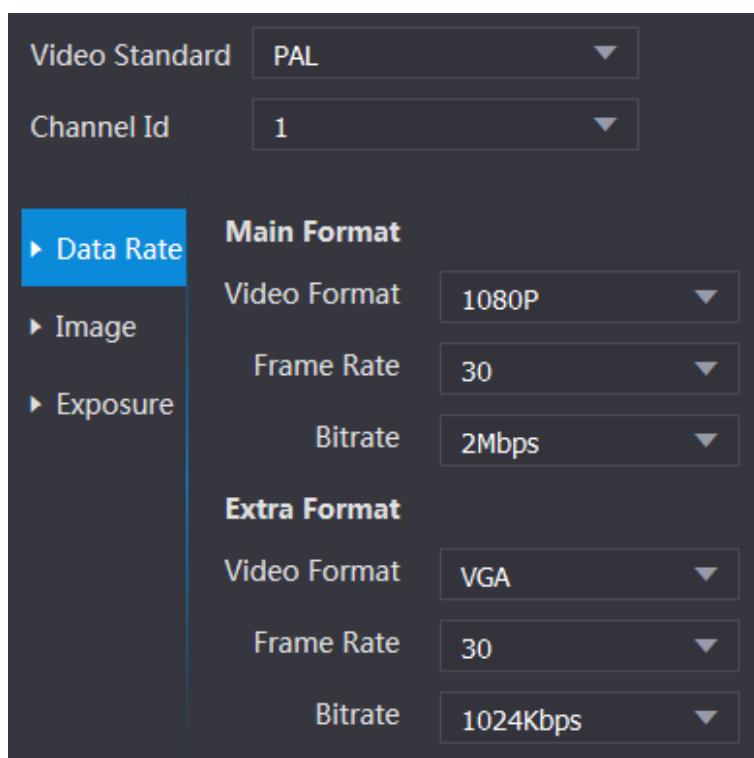 Video Standard PAL
Channel Id 1
Data Rate
Image
Exposure
Main Format
Video Format 1080P
Frame Rate 30
Bitrate 2Mbps
Extra Format
Video Format VGA
Frame Rate 30
Bitrate 1024Kbps